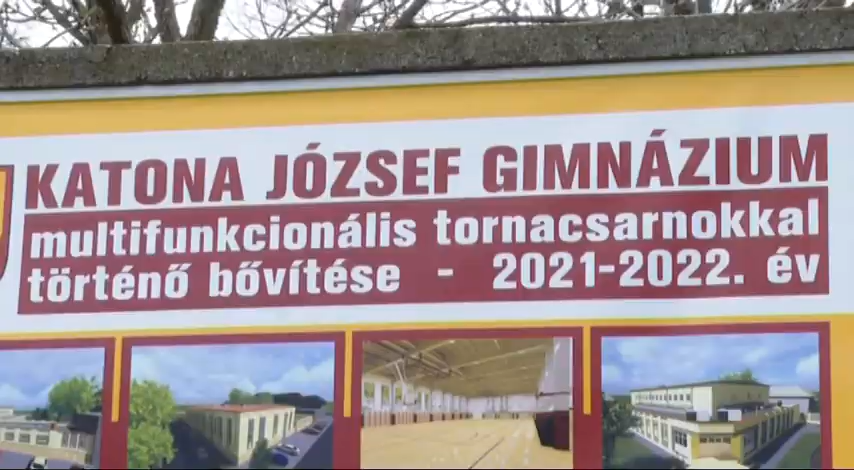 KATONA JÓZSEF GIMNÁZIUM
multifunkcionális tornacsarnokkal
történő bővítése - 2021-2022. év